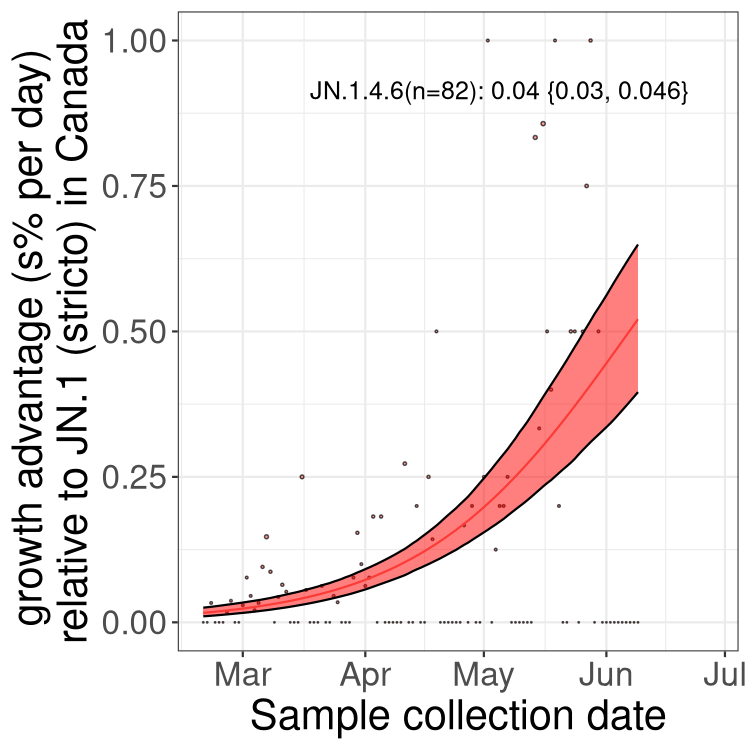 growth advantage (s% per day)
relative to JN.1 (stricto) in Canada
1.00
0.75
0.50
0.25
0.00
JN.1.4.6(n=82): 0.04 {0.03, 0.046}
Mar Apr May Jun Jul
Sample collection date